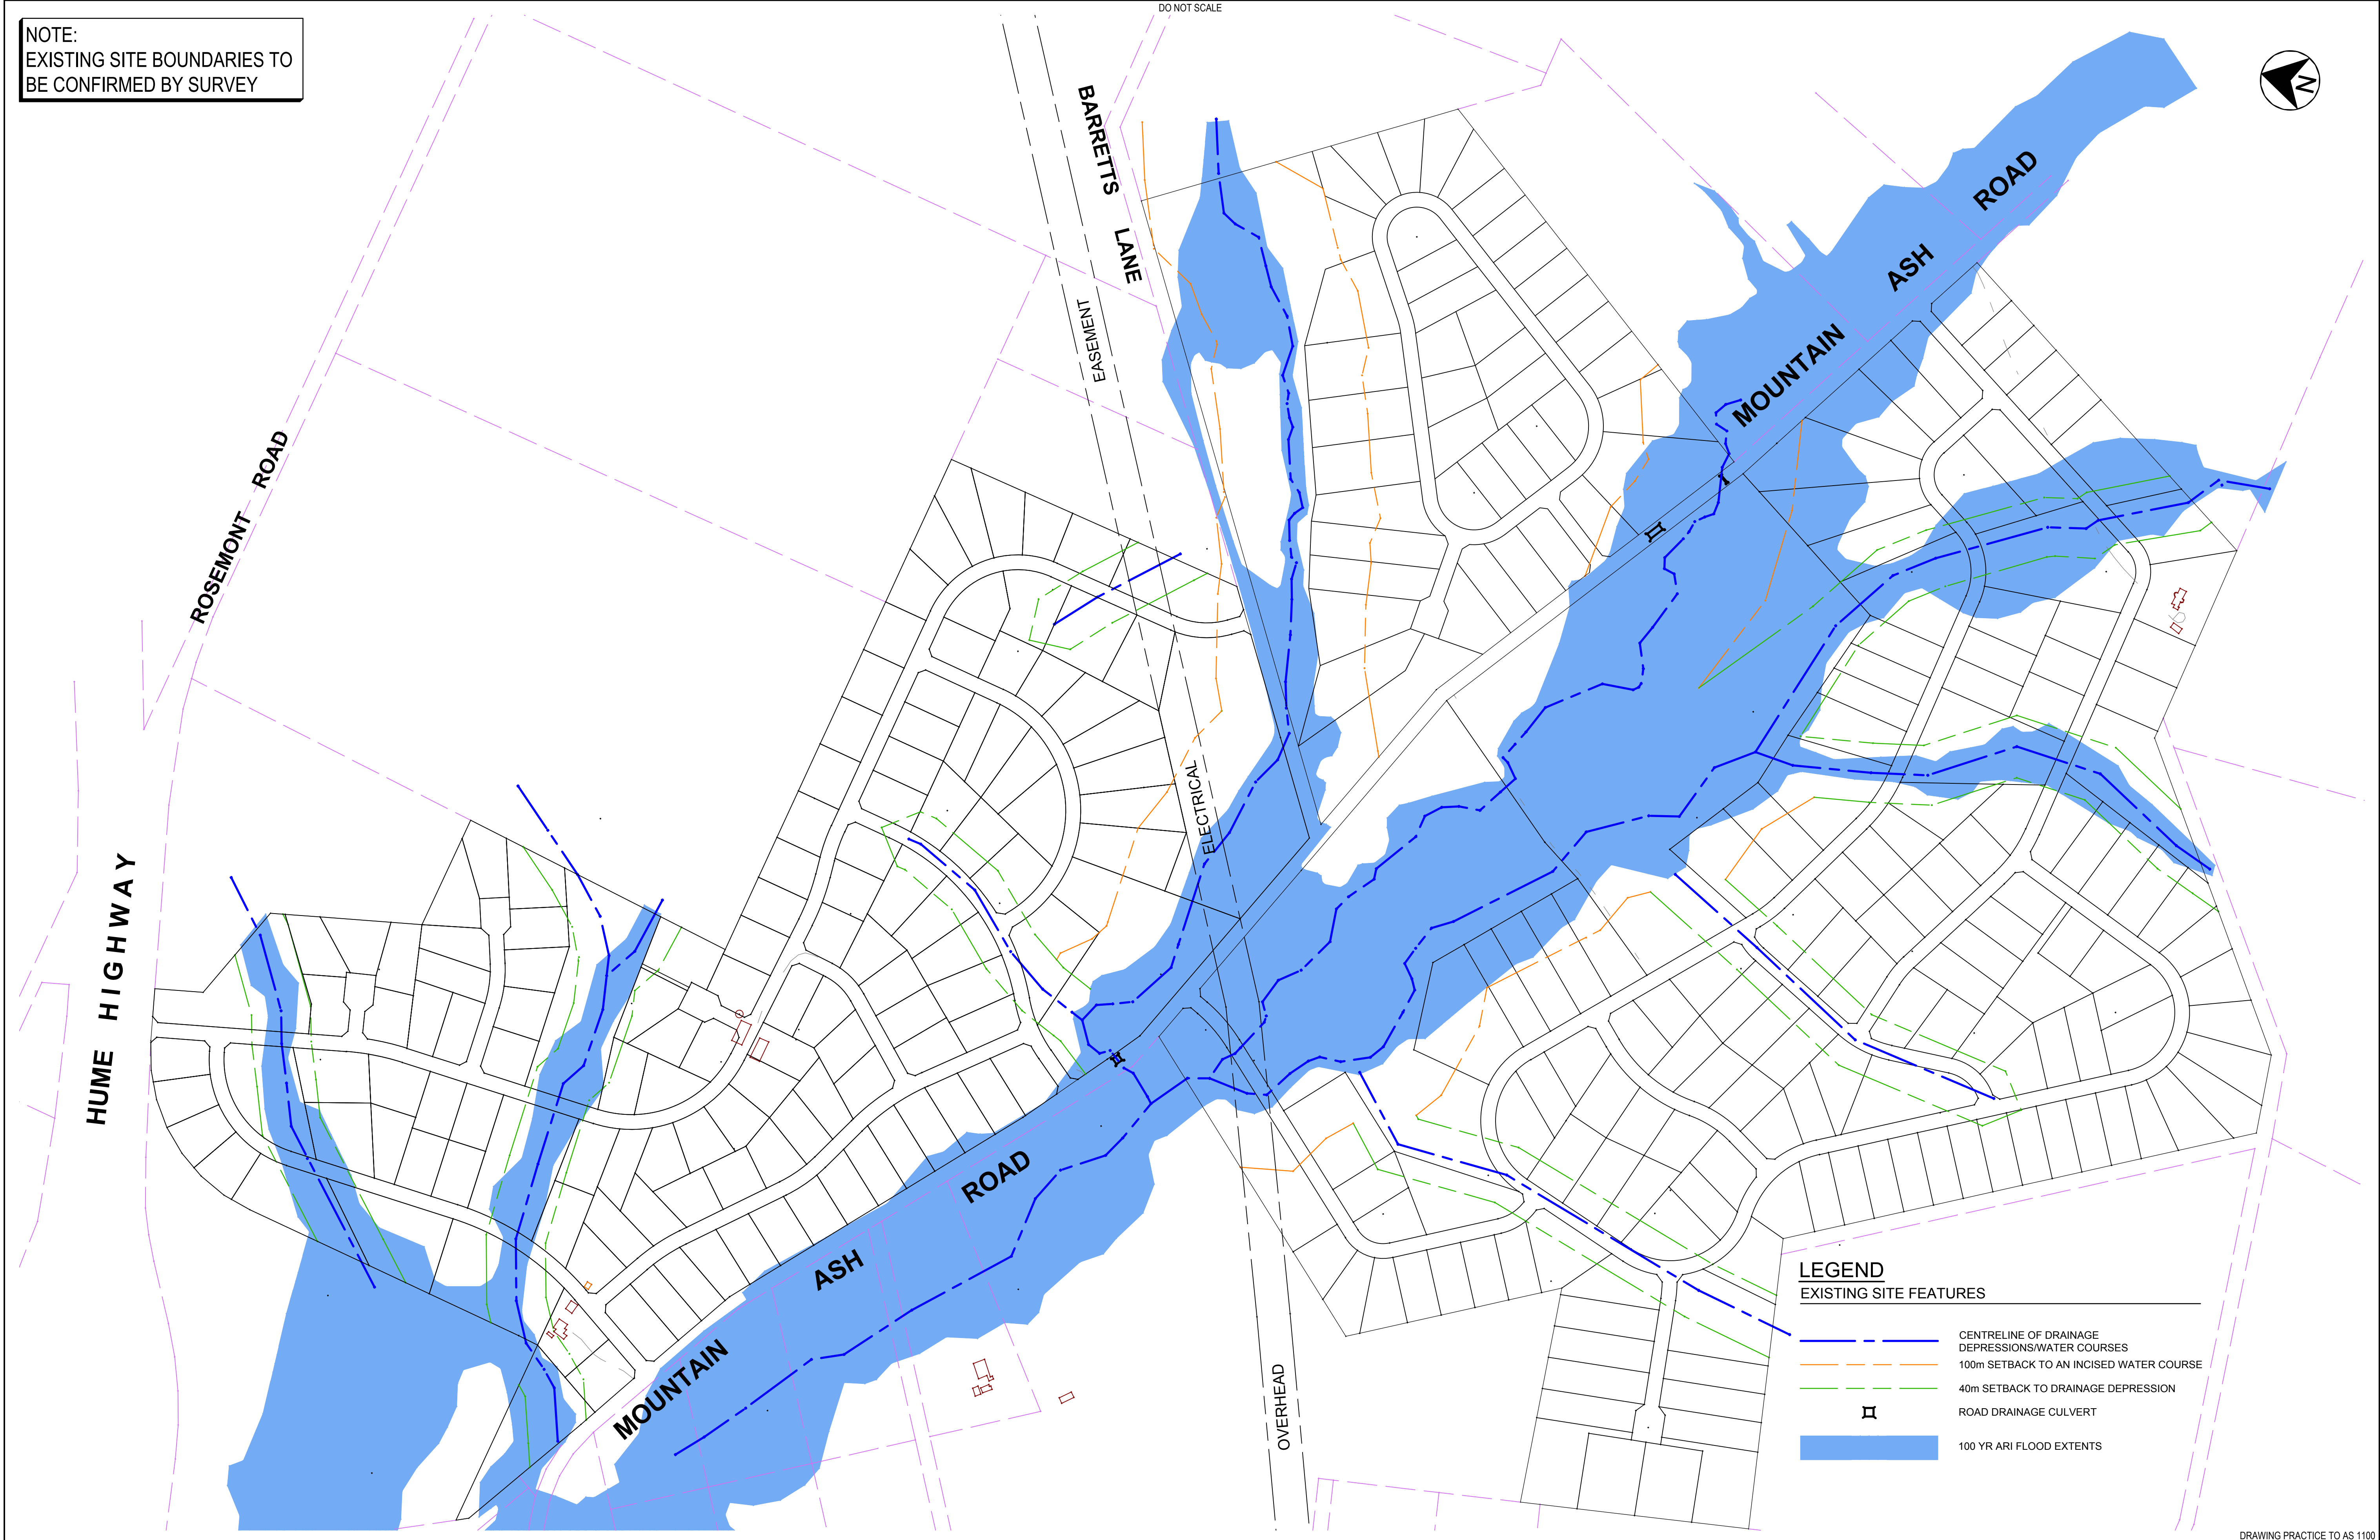 DO NOT SCALE
NOTE:
EXISTING SITE BOUNDARIES TO
BE CONFIRMED BY SURVEY
N
BARRETTS LANE
EASEMENT
ELECTRICAL
OVERHEAD
ROSEMONT ROAD
HUME HIGHWAY
MOUNTAIN ASH ROAD
MOUNTAIN ASH ROAD
LEGEND
EXISTING SITE FEATURES
CENTRELINE OF DRAINAGE
DEPRESSIONS/WATER COURSES
100m SETBACK TO AN INCISED WATER COURSE
40m SETBACK TO DRAINAGE DEPRESSION
ROAD DRAINAGE CULVERT
100 YR ARI FLOOD EXTENTS
DRAWING PRACTICE TO AS 1100